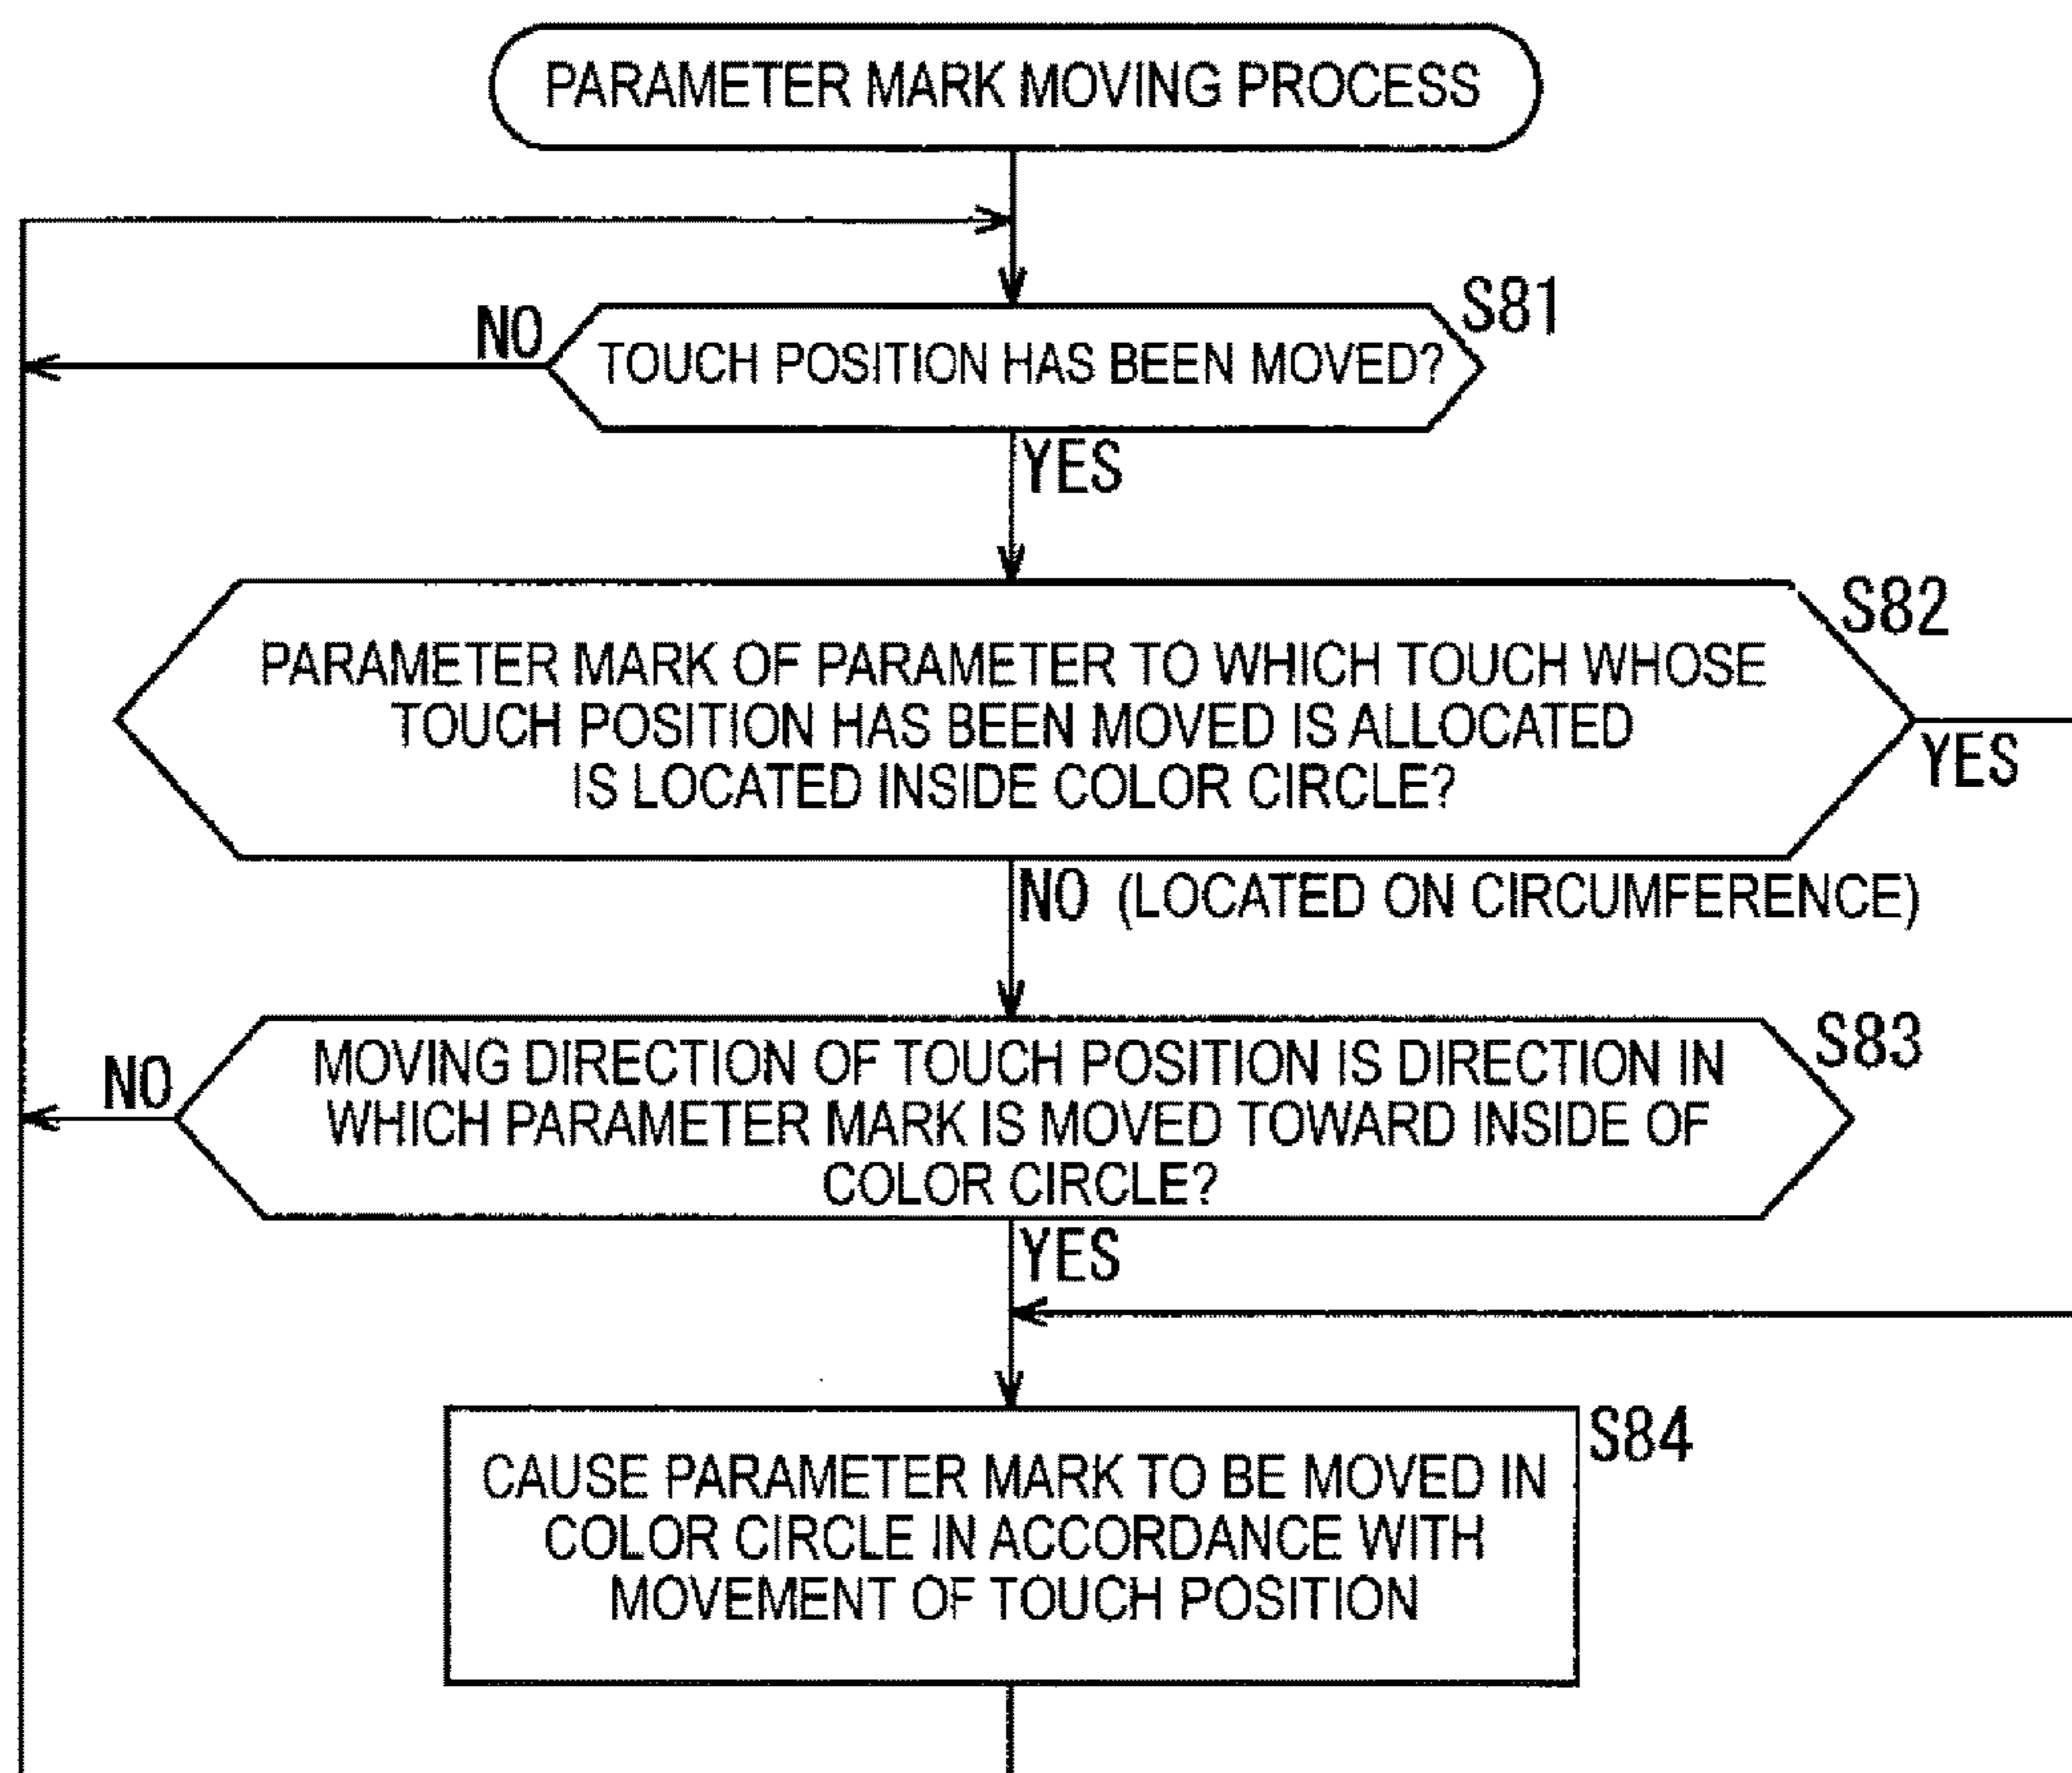 PARAMETER MARK MOVING PROCESS
S81
NO
TOUCH POSITION HAS BEEN MOVED?
YES
S82
PARAMETER MARK OF PARAMETER TO WHICH TOUCH WHOSE
TOUCH POSITION HAS BEEN MOVED IS ALLOCATED
IS LOCATED INSIDE COLOR CIRCLE?
YES
NO (LOCATED ON CIRCUMFERENCE)
S83
NO
MOVING DIRECTION OF TOUCH POSITION IS DIRECTION IN
WHICH PARAMETER MARK IS MOVED TOWARD INSIDE OF
COLOR CIRCLE?
YES
S84
CAUSE PARAMETER MARK TO BE MOVED IN
COLOR CIRCLE IN ACCORDANCE WITH
MOVEMENT OF TOUCH POSITION